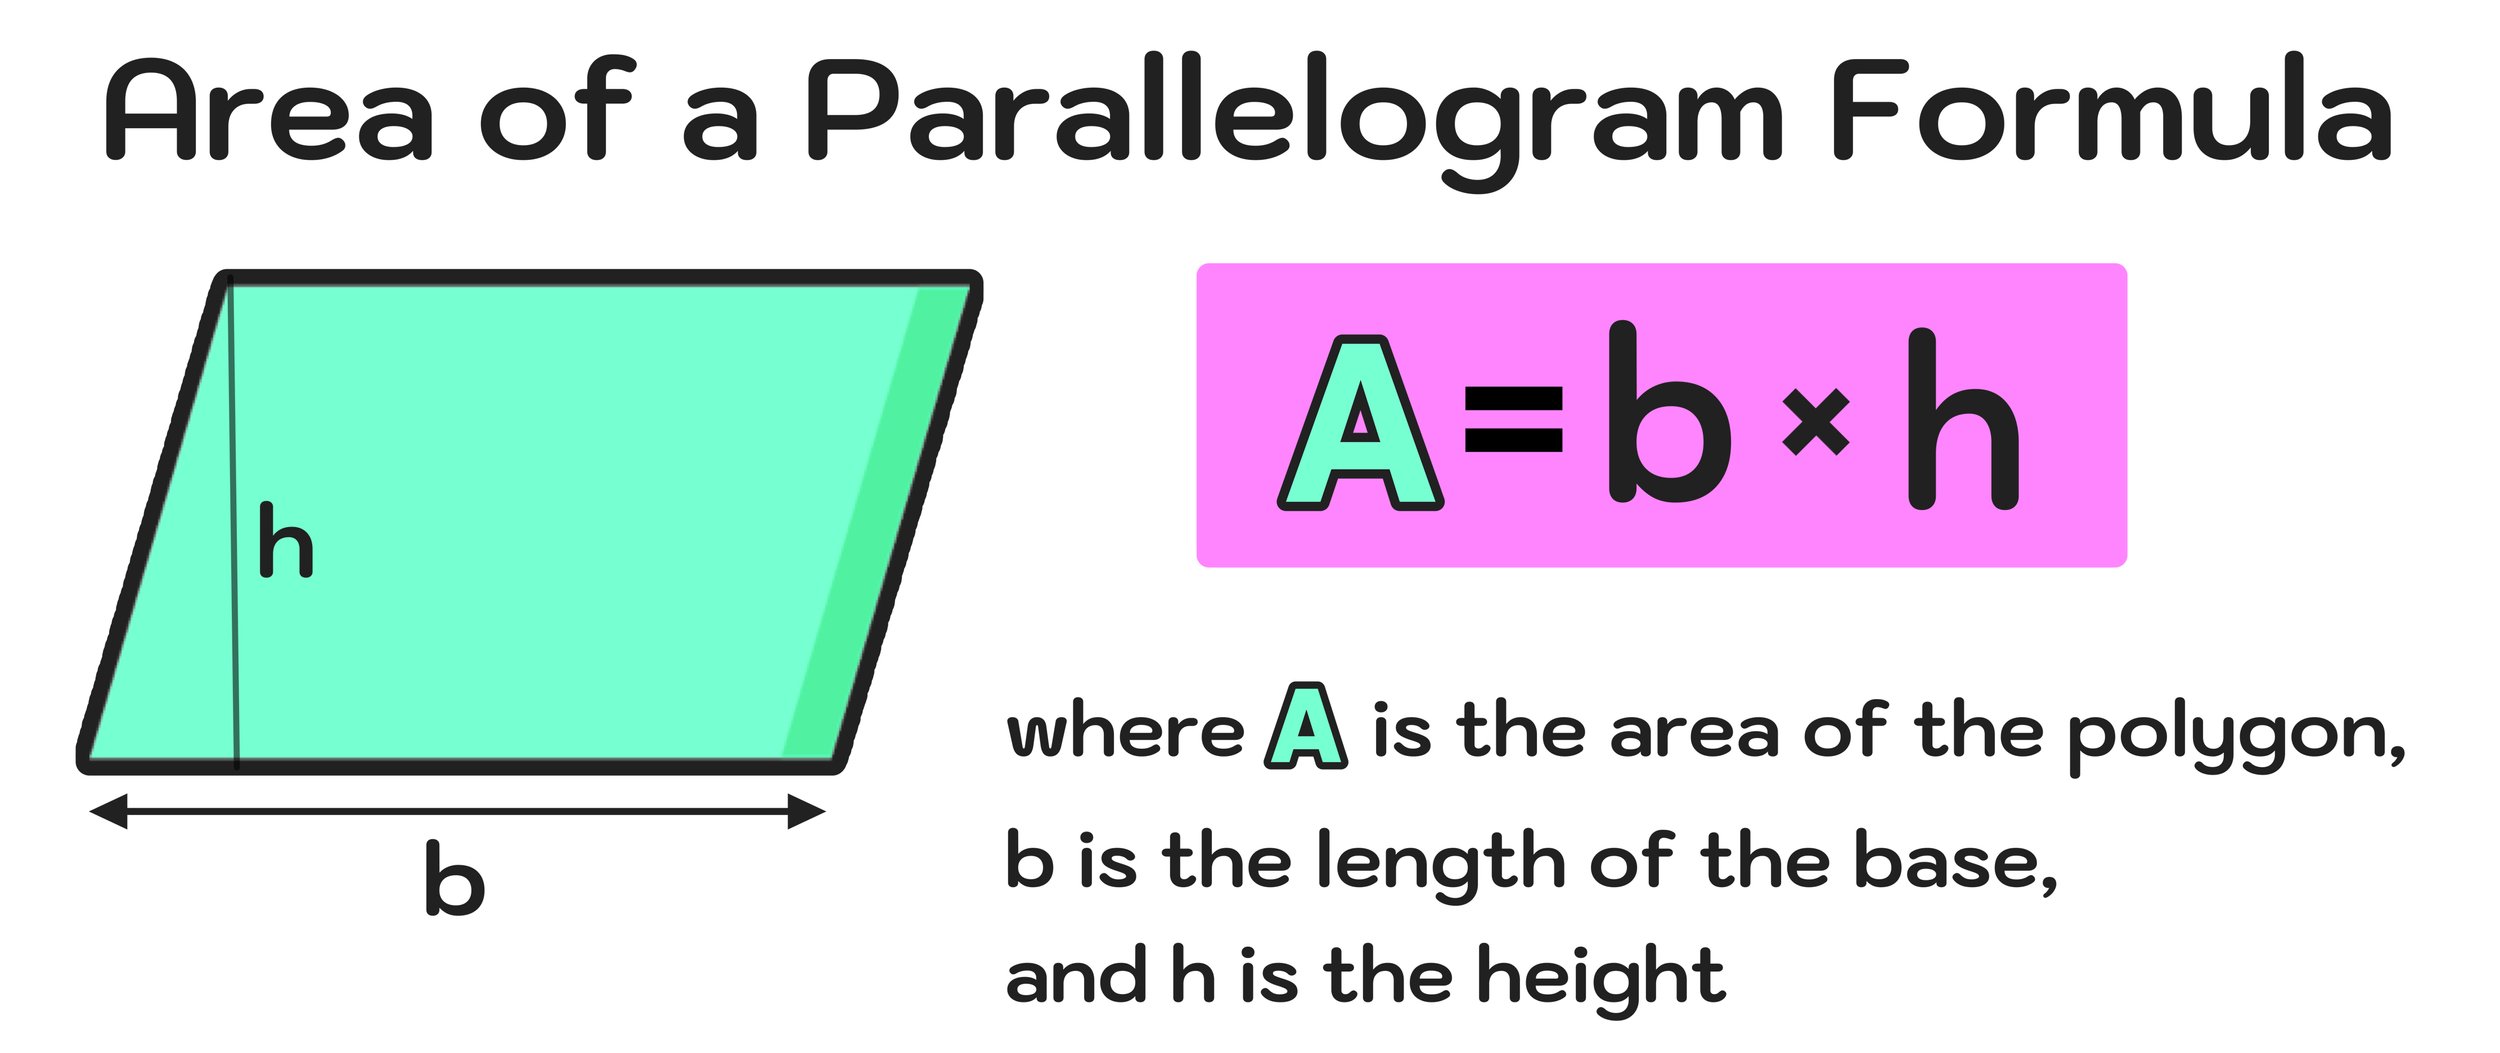 Area of a Parallelogram Formula
h
b
A=b × h
where A is the area of the polygon,
b is the length of the base,
and h is the height